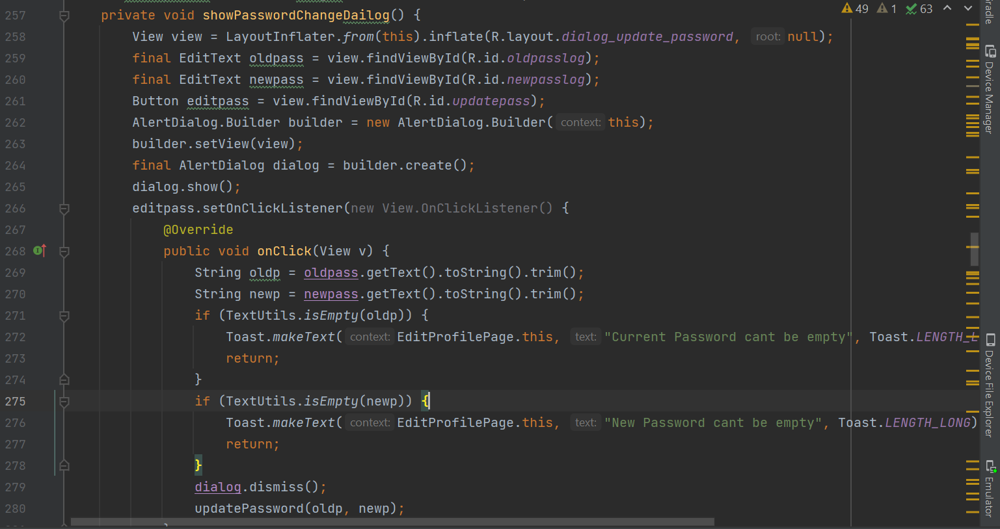 257 private void showPasswordChangeDailog() {
49 1 63
258 View view = LayoutInflater.from(this).inflate(R.layout.dialog_update_password, root: null);
259 final EditText oldpass = view.findViewById(R.id.oldpasslog);
260 final EditText newpass = view.findViewById(R.id.newpasslog);
261 Button editpass = view.findViewById(R.id.updatepass);
262 AlertDialog.Builder builder = new AlertDialog.Builder( context: this);
263 builder.setView(view);
264 final AlertDialog dialog = builder.create();
265 dialog.show();
266 editpass.setOnClickListener(new View.OnClickListener() {
267 @Override
268 public void onClick(View v) {
269 String oldp = oldpass.getText().toString().trim();
270 String newp = newpass.getText().toString().trim();
271 if (TextUtils.isEmpty(oldp)) {
272 Toast.makeText( context: EditProfilePage.this, text: "Current Password cant be empty", Toast.LENGTH_L
273 return;
274 }
275 if (TextUtils.isEmpty(newp)) {
276 Toast.makeText( context: EditProfilePage.this, text: "New Password cant be empty", Toast.LENGTH_LONG)
277 return;
278 }
279 dialog.dismiss();
280 updatePassword(oldp, newp);
Device Manager
Device File Explorer
Emulator